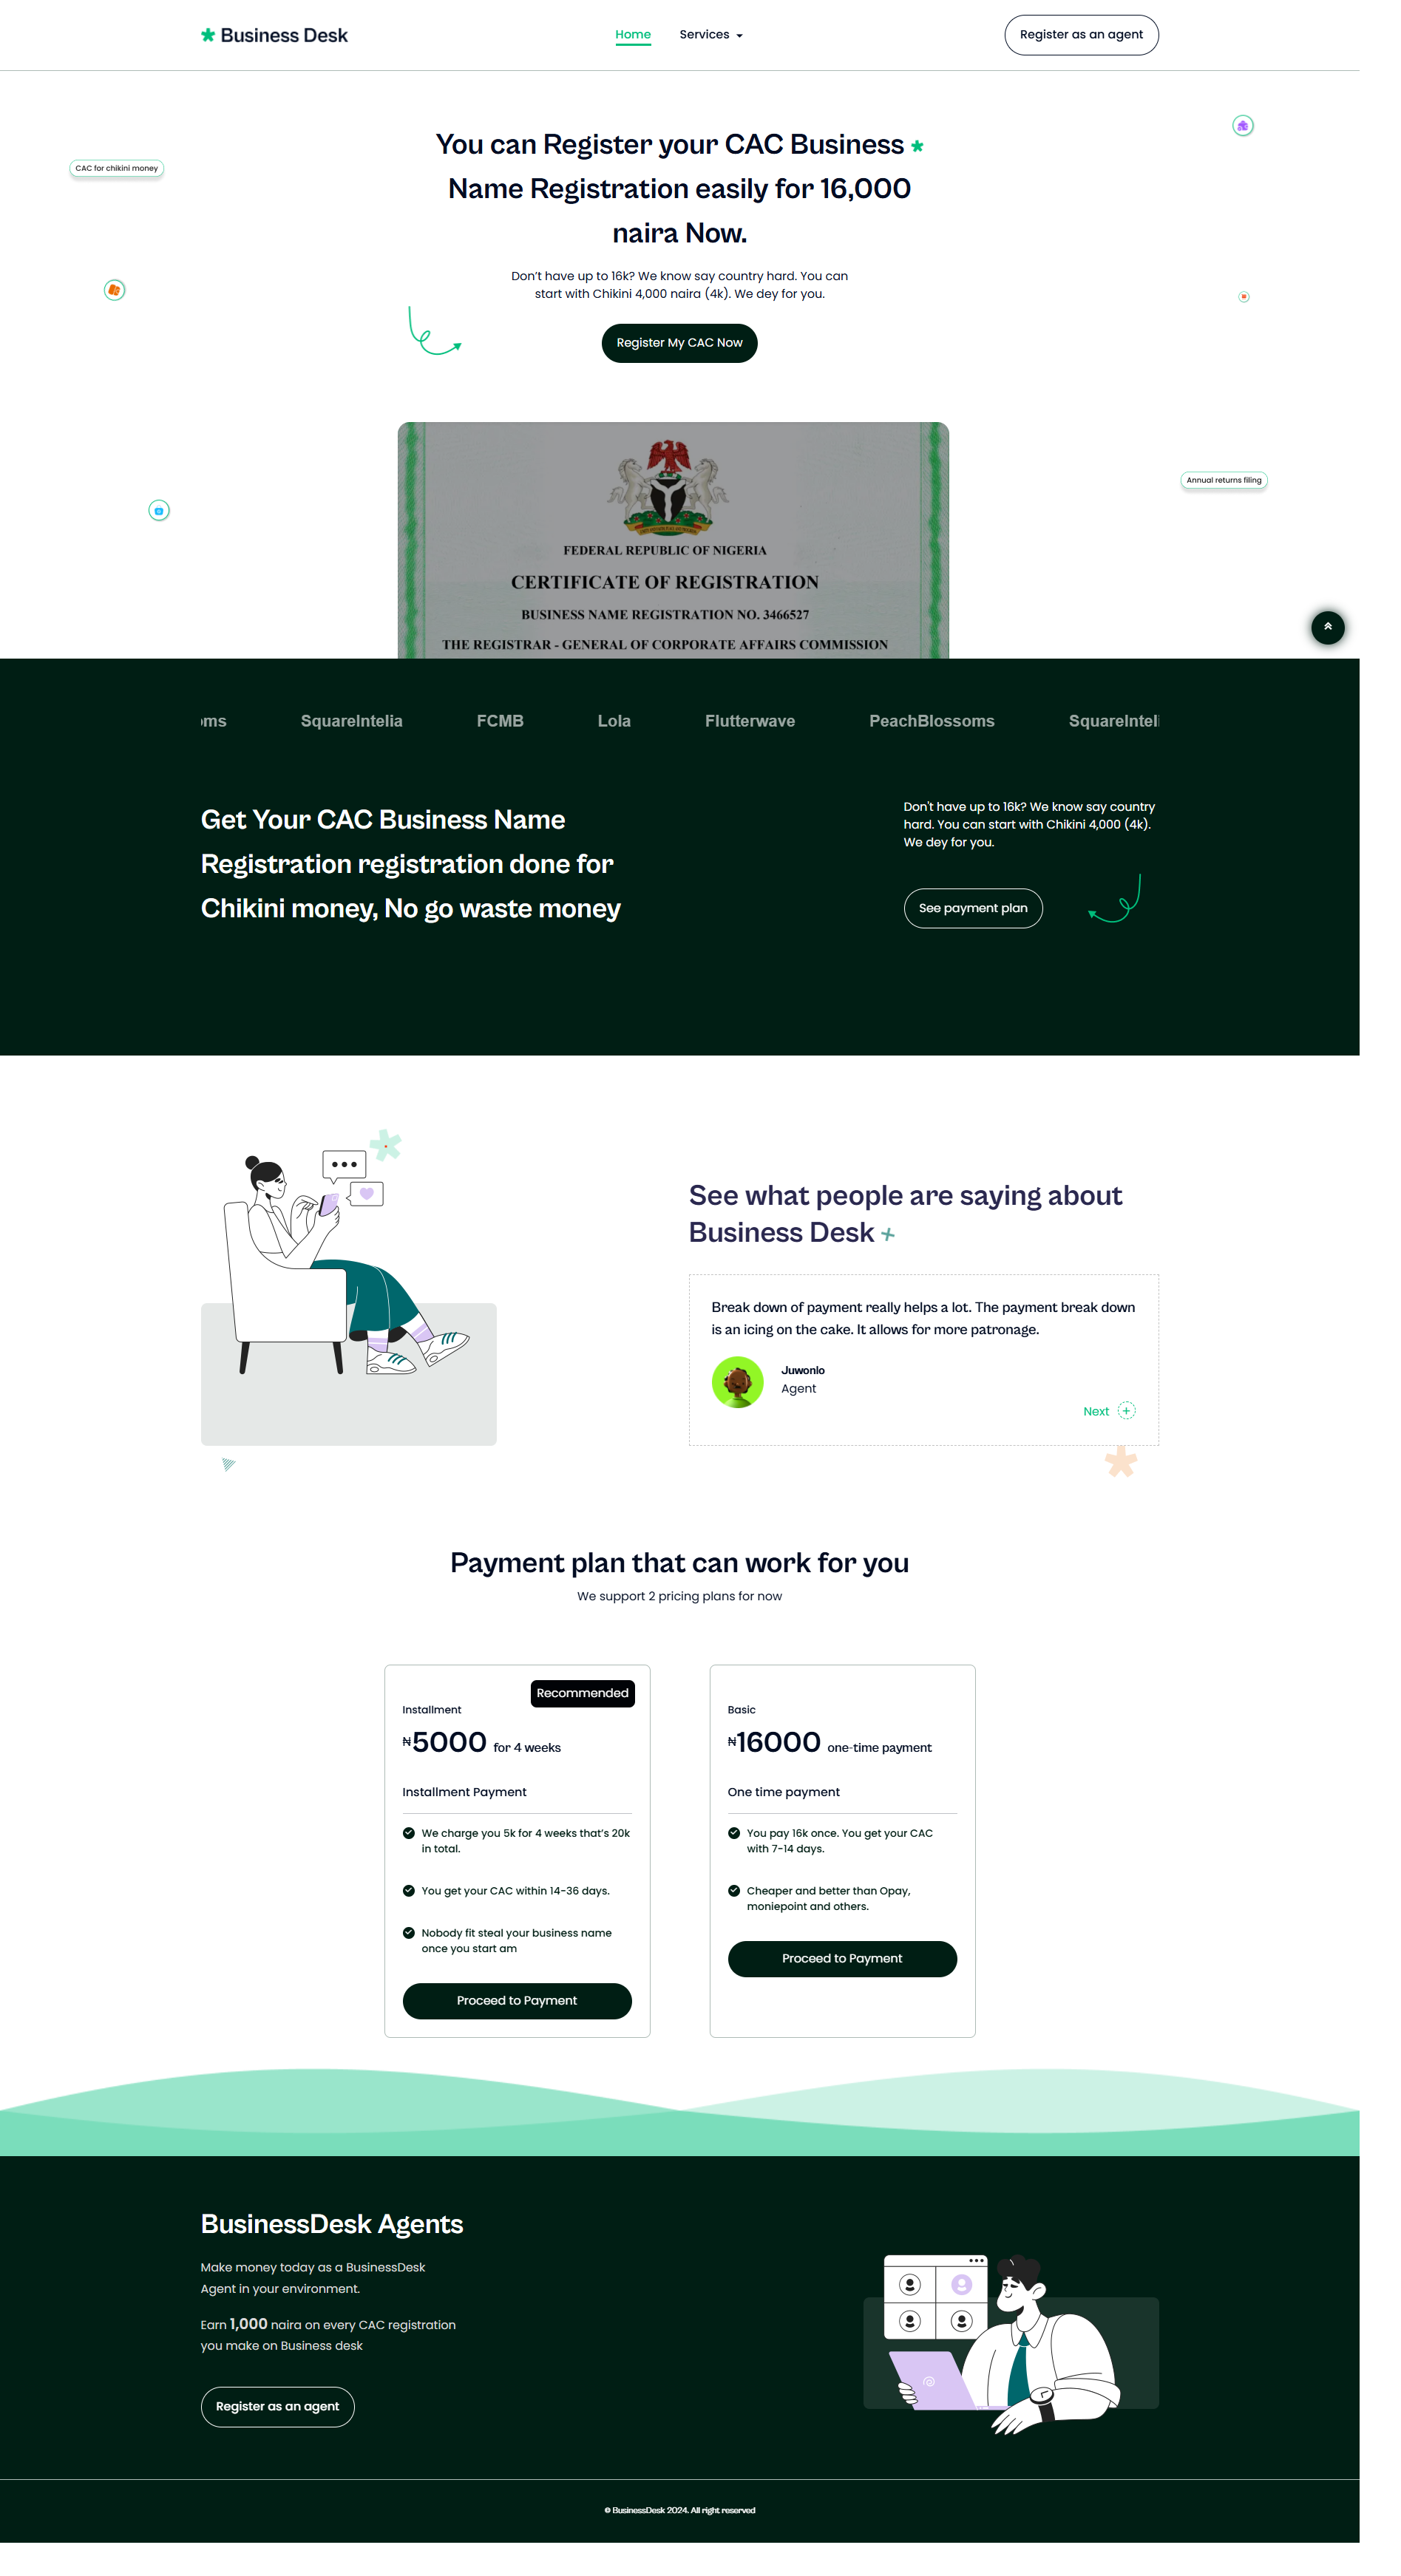 Business Desk
Home
Services
Register as an agent
You can Register your CAC Business
Name Registration easily for 16,000
naira Now.
CAC for chikini money
Don't have up to 16k? We know say country hard. You can
start with Chikini 4,000 naira (4k). We dey for you.
Register My CAC Now
Annual returns filing
FEDERAL REPUBLIC OF NIGERIA
CERTIFICATE OF REGISTRATION
BUSINESS NAME REGISTRATION NO. 3466527
THE REGISTRAR - GENERAL OF CORPORATE AFFAIRS COMMISSION
oms SquareIntelia FCMB Lola Flutterwave PeachBlossoms SquareIntel
Get Your CAC Business Name
Registration registration done for
Chikini money, No go waste money
Don't have up to 16k? We know say country
hard. You can start with Chikini 4,000 (4k).
We dey for you.
See payment plan
See what people are saying about
Business Desk
Break down of payment really helps a lot. The payment break down
is an icing on the cake. It allows for more patronage.
Juwonlo
Agent
Next
Payment plan that can work for you
We support 2 pricing plans for now
Recommended
Installment
₦5000 for 4 weeks
Installment Payment
We charge you 5k for 4 weeks that's 20k
in total.
You get your CAC within 14-36 days.
Nobody fit steal your business name
once you start am
Proceed to Payment
Basic
₦16000 one-time payment
One time payment
You pay 16k once. You get your CAC
with 7-14 days.
Cheaper and better than Opay,
moniepoint and others.
Proceed to Payment
BusinessDesk Agents
Make money today as a BusinessDesk
Agent in your environment.
Earn 1,000 naira on every CAC registration
you make on Business desk
Register as an agent
© BusinessDesk 2024. All right reserved